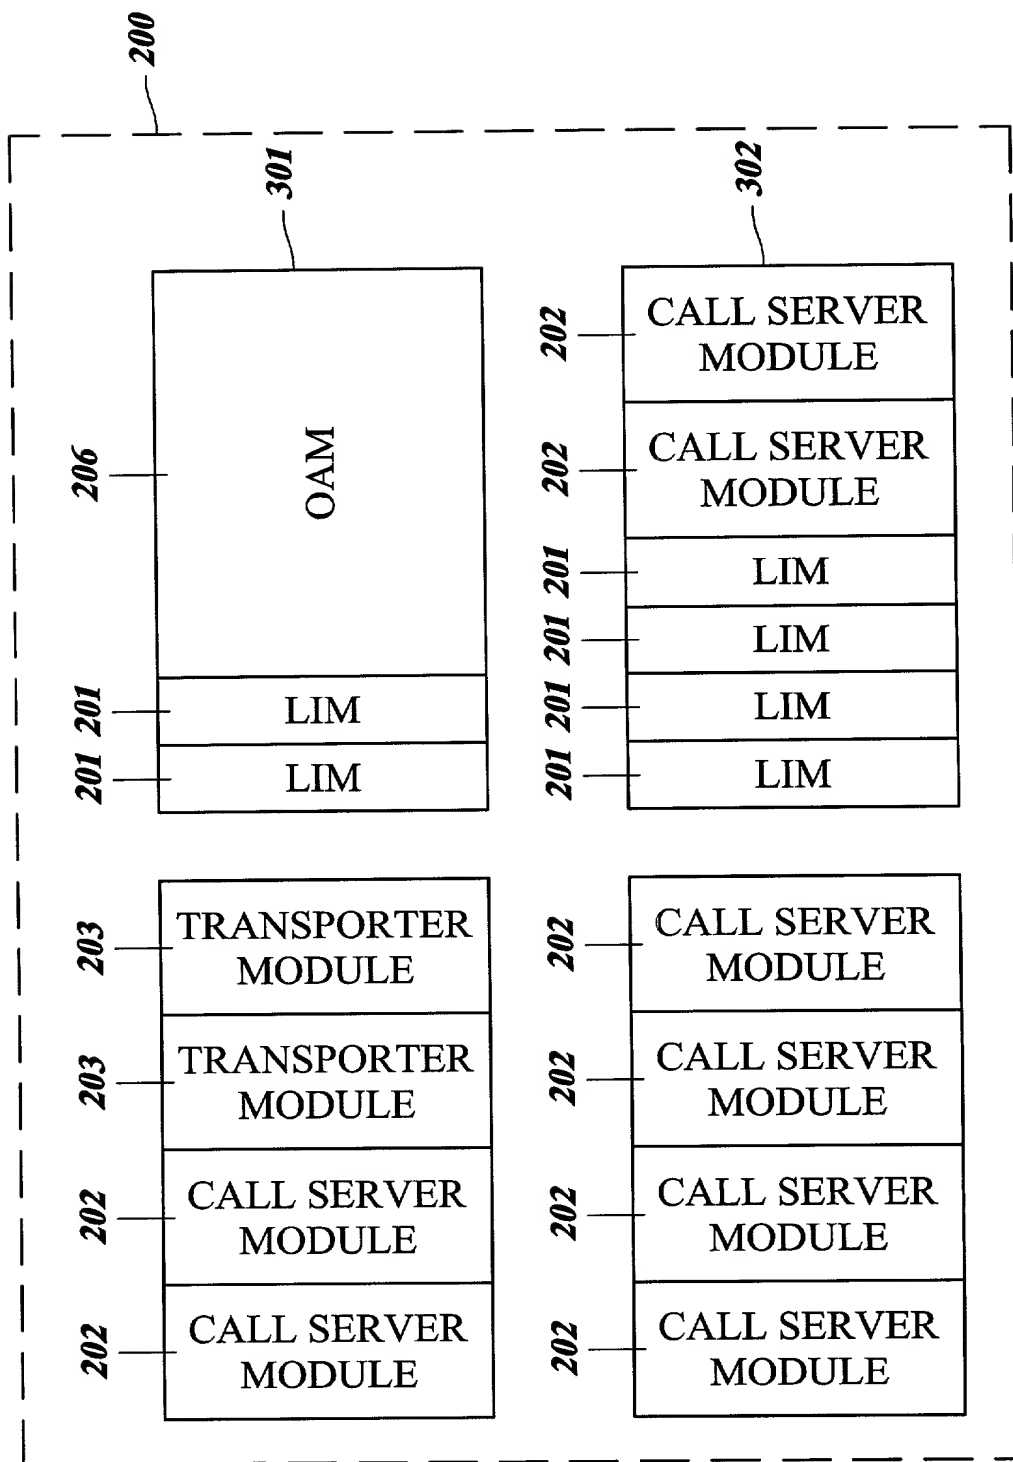 200
301
302
206
OAM
201
LIM
201
LIM
202
CALL SERVER
MODULE
202
CALL SERVER
MODULE
201
LIM
201
LIM
201
LIM
201
LIM
203
TRANSPORTER
MODULE
203
TRANSPORTER
MODULE
202
CALL SERVER
MODULE
202
CALL SERVER
MODULE
202
CALL SERVER
MODULE
202
CALL SERVER
MODULE
202
CALL SERVER
MODULE
202
CALL SERVER
MODULE